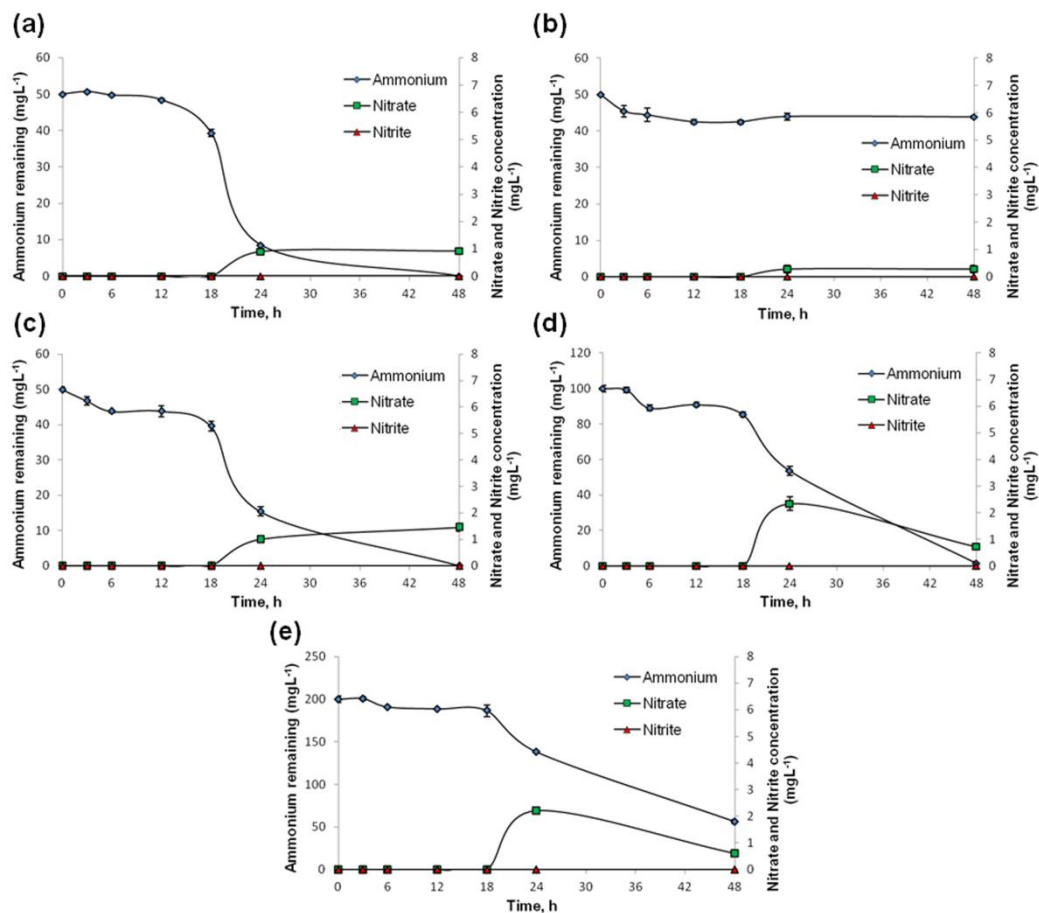 (a)
Ammonium remaining (mgL-1)
60
50
40
30
20
10
0
Ammonium
Nitrate
Nitrite
8
7
6
5
4
3
2
1
0
Nitrate and Nitrite concentration
(mgL-1)
0 6 12 18 24 30 36 42 48
Time, h
(b)
Ammonium remaining (mgL-1)
60
50
40
30
20
10
0
Ammonium
Nitrate
Nitrite
8
7
6
5
4
3
2
1
0
Nitrate and Nitrite concentration
(mgL-1)
0 6 12 18 24 30 36 42 48
Time, h
(c)
Ammonium remaining (mgL-1)
60
50
40
30
20
10
0
Ammonium
Nitrate
Nitrite
8
7
6
5
4
3
2
1
0
Nitrate and Nitrite concentration
(mgL-1)
0 6 12 18 24 30 36 42 48
Time, h
(d)
Ammonium remaining (mgL-1)
120
100
80
60
40
20
0
Ammonium
Nitrate
Nitrite
8
7
6
5
4
3
2
1
0
Nitrate and Nitrite concentration
(mgL-1)
0 6 12 18 24 30 36 42 48
Time, h
(e)
Ammonium remaining (mgL-1)
250
200
150
100
50
0
Ammonium
Nitrate
Nitrite
8
7
6
5
4
3
2
1
0
Nitrate and Nitrite concentration
(mgL-1)
0 6 12 18 24 30 36 42 48
Time, h